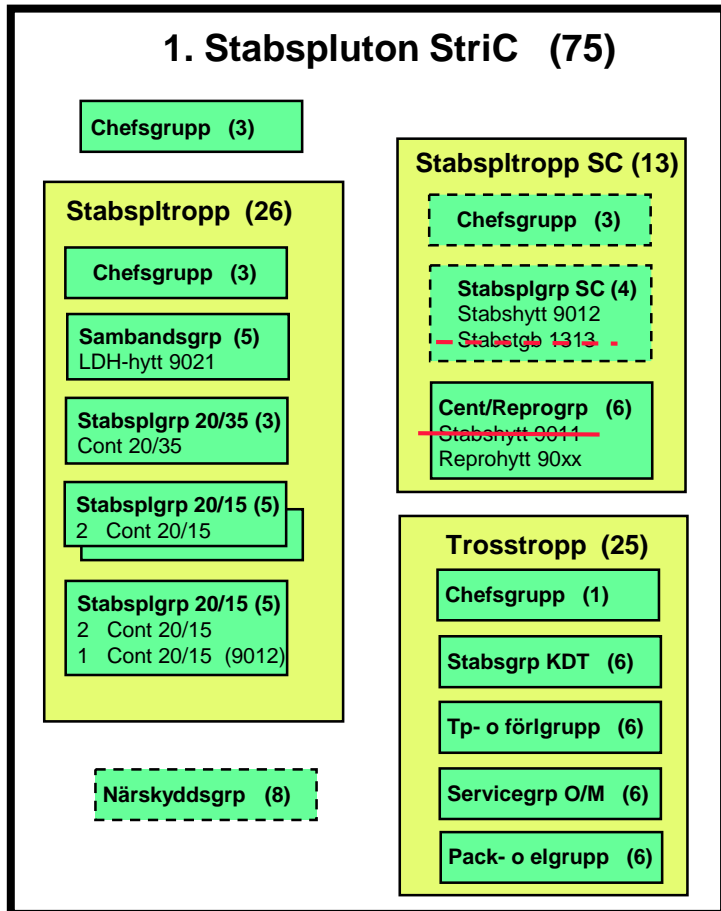 1. Stabspluton StriC (75)
Chefsgrupp (3)
Stabspltropp (26)
Chefsgrupp (3)
Sambandsgrp (5)
LDH-hytt 9021
Stabsplgrp 20/35 (3)
Cont 20/35
Stabsplgrp 20/15 (5)
2 Cont 20/15
Stabsplgrp 20/15 (5)
2 Cont 20/15
1 Cont 20/15 (9012)
Närskyddsgrp (8)
Stabspltropp SC (13)
Chefsgrupp (3)
Stabsplgrp SC (4)
Stabshytt 9012
Stabstgb 1313
Cent/Reprogrp (6)
Stabshytt 9011
Reprohytt 90xx
Trosstropp (25)
Chefsgrupp (1)
Stabsgrp KDT (6)
Tp- o förlgrupp (6)
Servicegrp O/M (6)
Pack- o elgrupp (6)